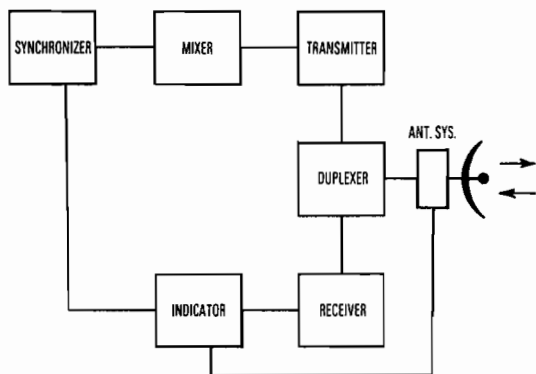 SYNCHRONIZER
MIXER
TRANSMITTER
ANT. SYS.
DUPLEXER
INDICATOR
RECEIVER